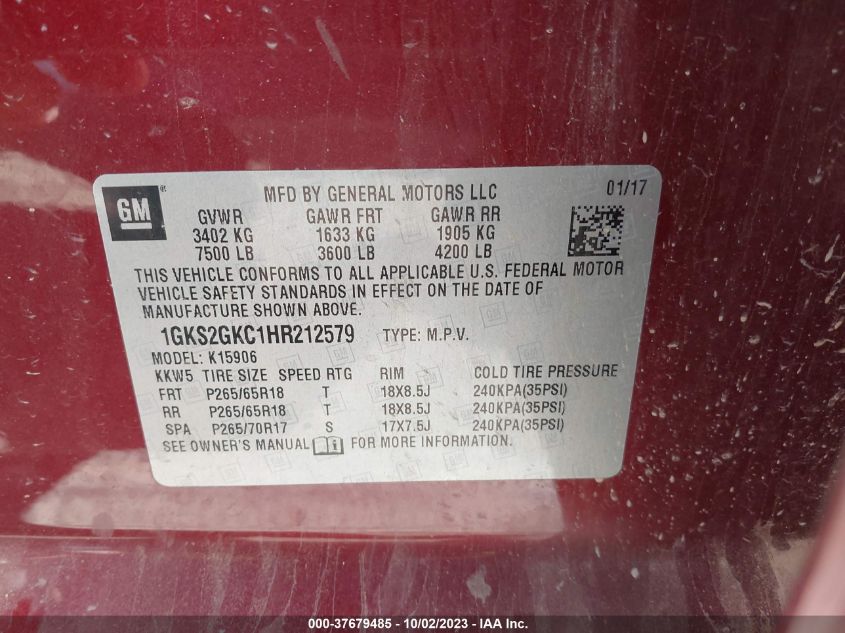 GM ® MFD BY GENERAL MOTORS LLC 01/17
GVWR GAWR FRT GAWR RR
3402 KG 1633 KG 1905 KG
7500 LB 3600 LB 4200 LB
THIS VEHICLE CONFORMS TO ALL APPLICABLE U.S. FEDERAL MOTOR
VEHICLE SAFETY STANDARDS IN EFFECT ON THE DATE OF
MANUFACTURE SHOWN ABOVE.
1GKS2GKC1HR212579 TYPE: M.P.V.
MODEL: K15906
KKW5 TIRE SIZE SPEED RTG RIM COLD TIRE PRESSURE
FRT P265/65R18 T 18X8.5J 240KPA(35PSI)
RR P265/65R18 T 18X8.5J 240KPA(35PSI)
SPA P265/70R17 S 17X7.5J 240KPA(35PSI)
SEE OWNER'S MANUAL FOR MORE INFORMATION.
000-37679485 - 10/02/2023 - Copyright © IAA, Inc.